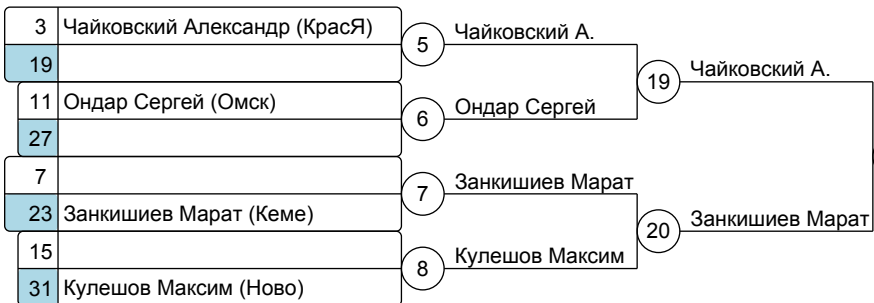 3 Чайковский Александр (КрасЯ)
19
11 Ондар Сергей (Омск)
27
7
23 Занкишиев Марат (Кеме)
15
31 Кулешов Максим (Ново)
5 Чайковский А.
6 Ондар Сергей
7 Занкишиев Марат
8 Кулешов Максим
19 Чайковский А.
20 Занкишиев Марат